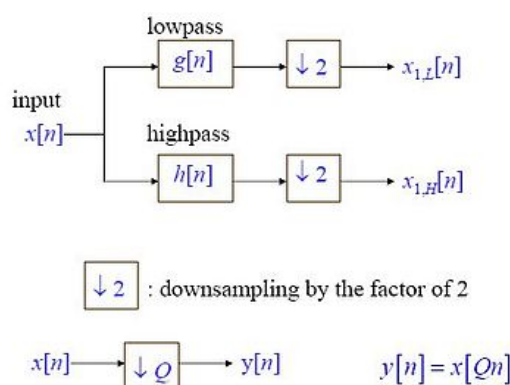 lowpass
g[n] ↓ 2 x₁,L[n]
input
x[n]
highpass
h[n] ↓ 2 x₁,H[n]
↓ 2 : downsampling by the factor of 2
x[n] ↓ Q y[n] y[n] = x[Qn]